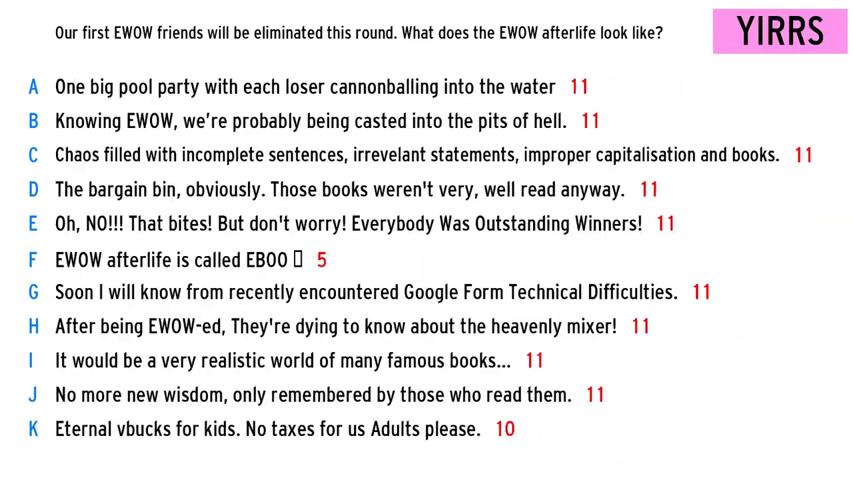 Our first EWOW friends will be eliminated this round. What does the EWOW afterlife look like?
YIRRS
A One big pool party with each loser cannonballing into the water 11
B Knowing EWOW, we're probably being casted into the pits of hell. 11
C Chaos filled with incomplete sentences, irrevelant statements, improper capitalisation and books. 11
D The bargain bin, obviously. Those books weren't very, well read anyway. 11
E Oh, NO!!! That bites! But don't worry! Everybody Was Outstanding Winners! 11
F EWOW afterlife is called EBOO ▯ 5
G Soon I will know from recently encountered Google Form Technical Difficulties. 11
H After being EWOW-ed, They're dying to know about the heavenly mixer! 11
I It would be a very realistic world of many famous books... 11
J No more new wisdom, only remembered by those who read them. 11
K Eternal vbucks for kids. No taxes for us Adults please. 10